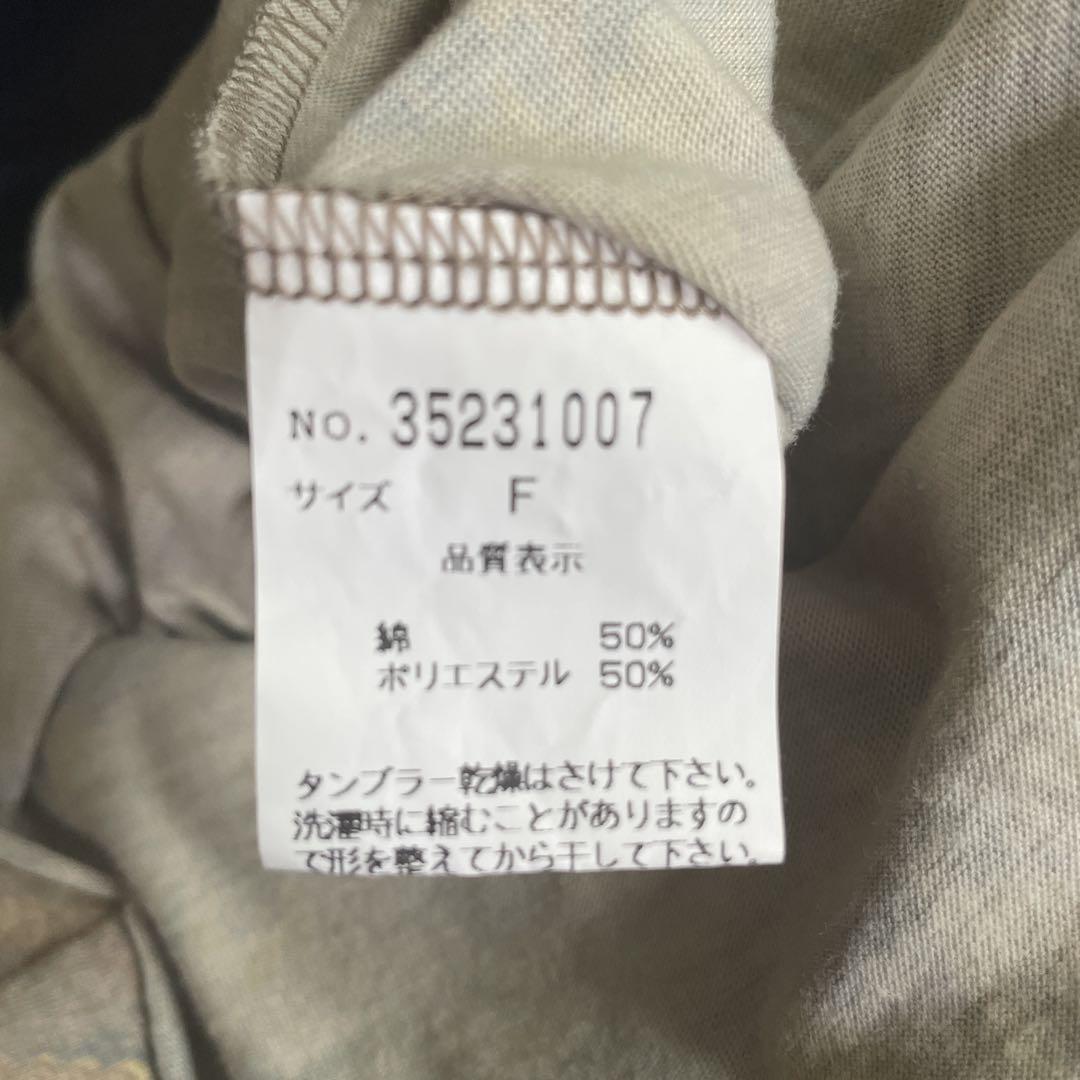 No. 35231007
サイズ F
品質表示
綿 50%
ポリエステル 50%
タンブラー乾燥はさけて下さい。
洗濯時に縮むことがありますの
で形を整えてから干して下さい。